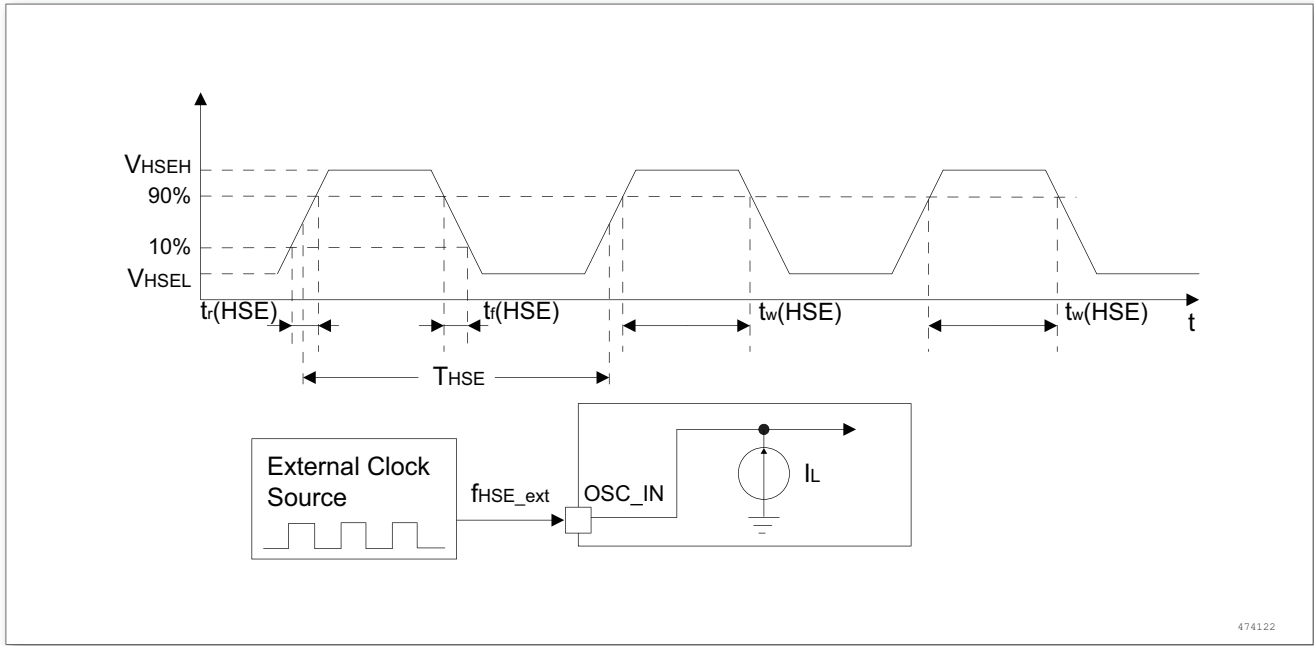 VHSEH
90%
10%
VHSEL
tr(HSE)
tf(HSE)
tw(HSE)
tw(HSE)
t
THSE
External Clock
Source
fHSE_ext
OSC_IN
IL
474122